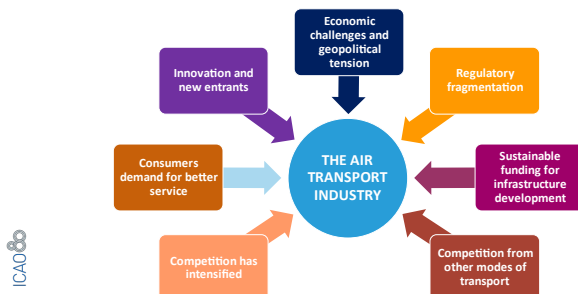 Economic
challenges and
geopolitical
tension
Innovation and
new entrants
Regulatory
fragmentation
Consumers
demand for better
service
THE AIR
TRANSPORT
INDUSTRY
Sustainable
funding for
infrastructure
development
Competition has
intensified
Competition from
other modes of
transport
ICAO80